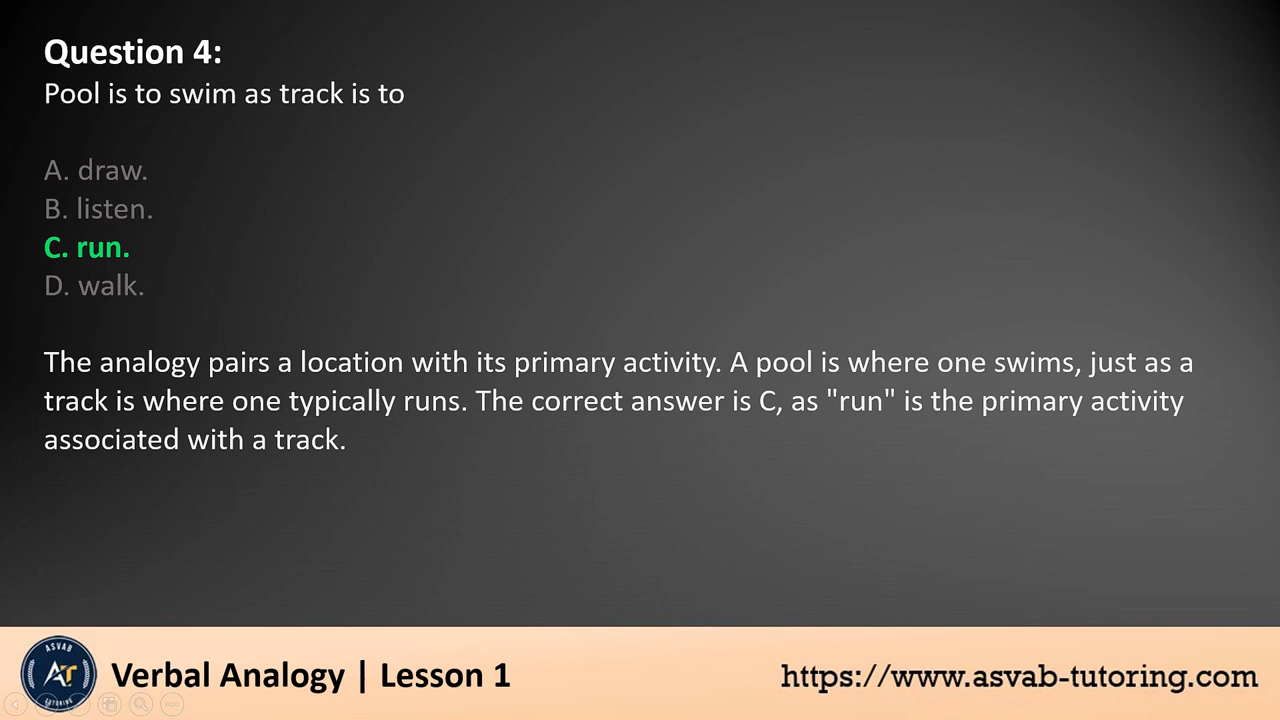 Question 4:
Pool is to swim as track is to
A. draw.
B. listen.
C. run.
D. walk.
The analogy pairs a location with its primary activity. A pool is where one swims, just as a
track is where one typically runs. The correct answer is C, as "run" is the primary activity
associated with a track.
ASVAB
AT
TUTORING
Verbal Analogy | Lesson 1
https://www.asvab-tutoring.com